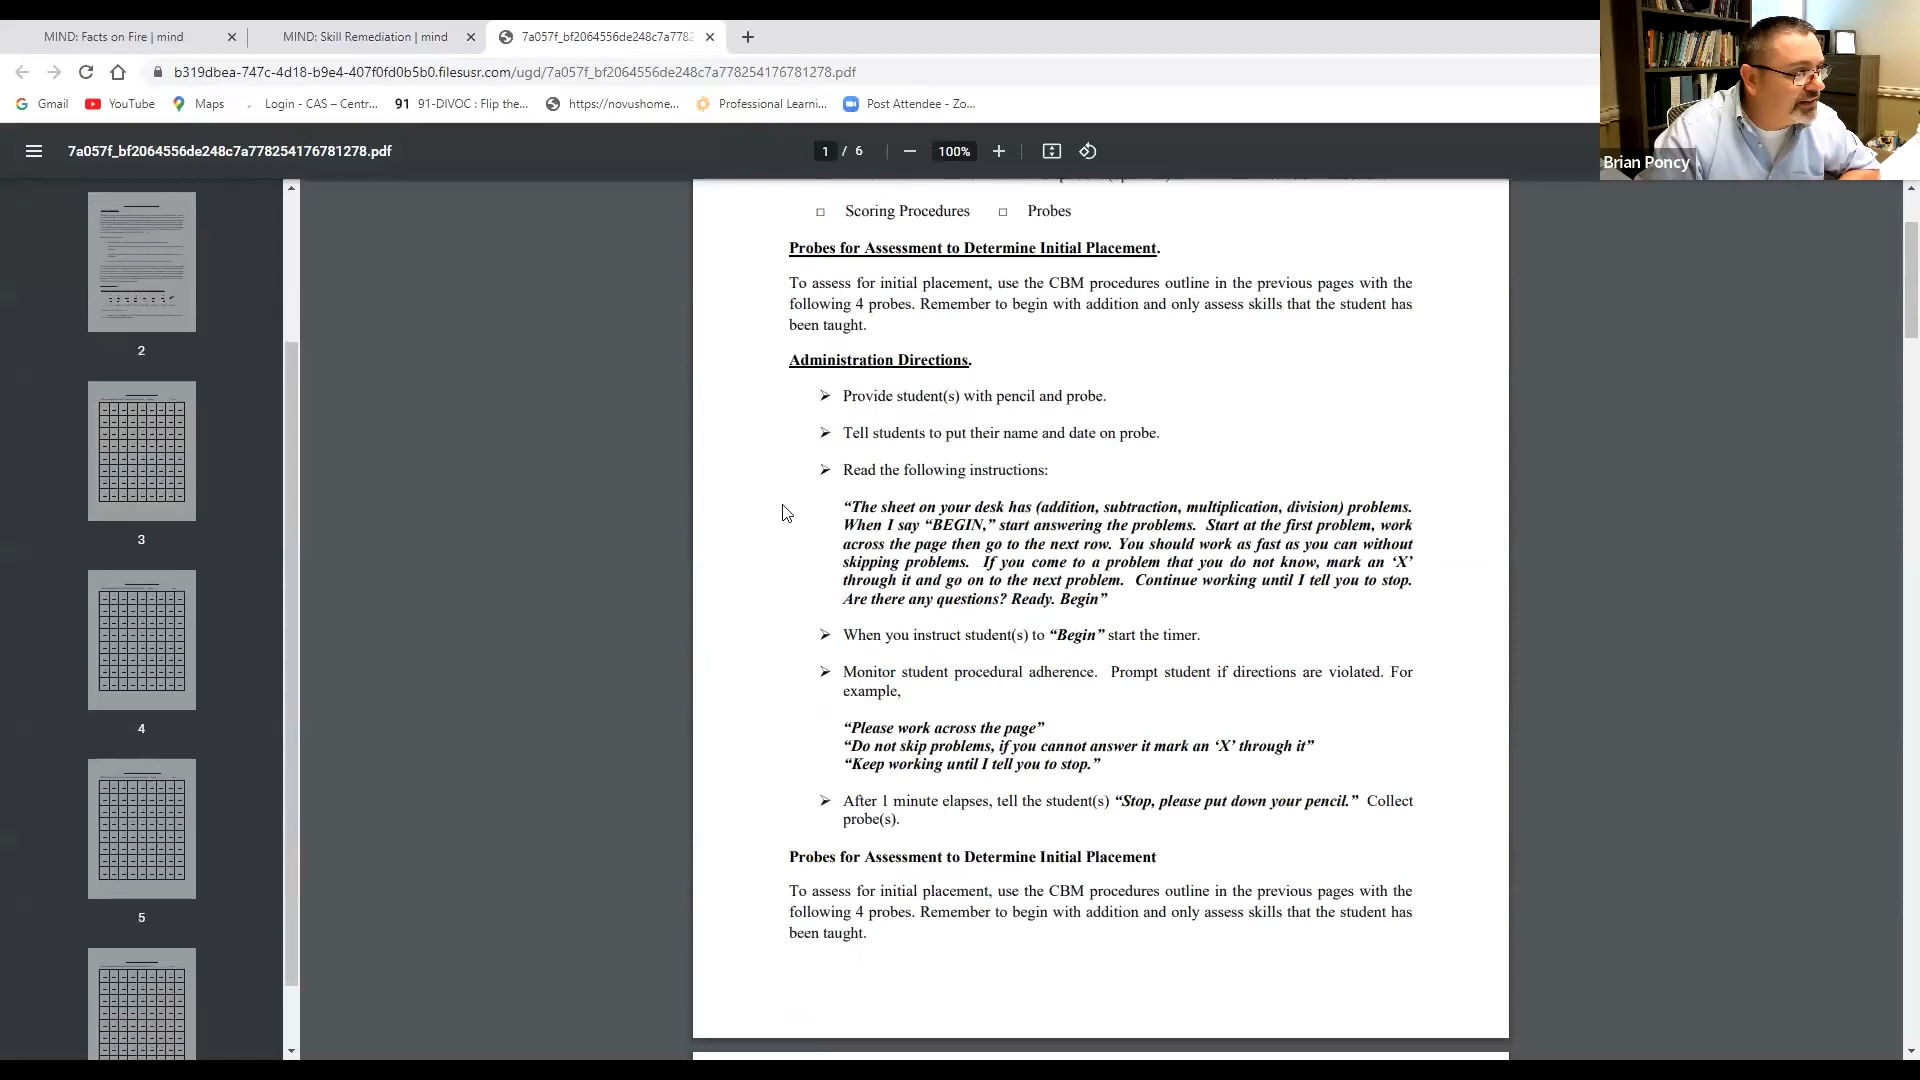 MIND: Facts on Fire | mind
MIND: Skill Remediation | mind
7a057f_bf2064556de248c7a7782
b319dbea-747c-4d18-b9e4-407f0fd0b5b0.filesusr.com/ugd/7a057f_bf2064556de248c7a778254176781278.pdf
Gmail
YouTube
Maps
Login - CAS – Centr...
91 91-DIVOC : Flip the...
https://novushome...
Professional Learni...
Post Attendee - Zo...
7a057f_bf2064556de248c7a778254176781278.pdf
1 / 6
100%
Brian Poncy
2
3
4
5
Scoring Procedures
Probes
Probes for Assessment to Determine Initial Placement.
To assess for initial placement, use the CBM procedures outline in the previous pages with the
following 4 probes. Remember to begin with addition and only assess skills that the student has
been taught.
Administration Directions.
Provide student(s) with pencil and probe.
Tell students to put their name and date on probe.
Read the following instructions:
“The sheet on your desk has (addition, subtraction, multiplication, division) problems.
When I say “BEGIN,” start answering the problems. Start at the first problem, work
across the page then go to the next row. You should work as fast as you can without
skipping problems. If you come to a problem that you do not know, mark an ‘X’
through it and go on to the next problem. Continue working until I tell you to stop.
Are there any questions? Ready. Begin”
When you instruct student(s) to “Begin” start the timer.
Monitor student procedural adherence. Prompt student if directions are violated. For
example,
“Please work across the page”
“Do not skip problems, if you cannot answer it mark an ‘X’ through it”
“Keep working until I tell you to stop.”
After 1 minute elapses, tell the student(s) “Stop, please put down your pencil.” Collect
probe(s).
Probes for Assessment to Determine Initial Placement
To assess for initial placement, use the CBM procedures outline in the previous pages with the
following 4 probes. Remember to begin with addition and only assess skills that the student has
been taught.